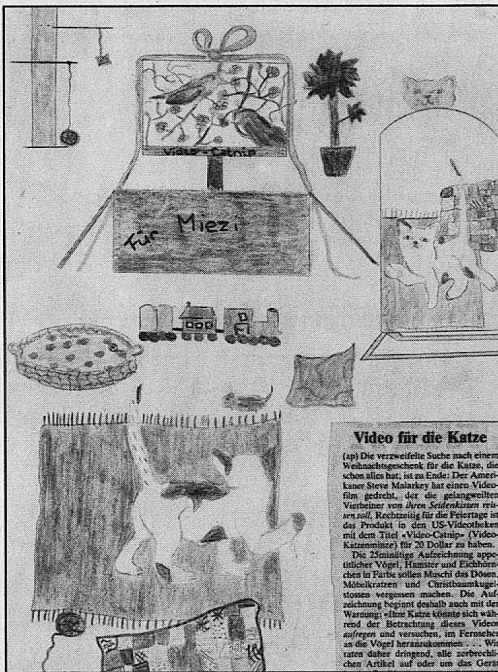 Video-Catnip
Für Miezi
Video für die Katze
(ap) Die verzweifelte Suche nach einem
Weihnachtsgeschenk für die Katze, die
schon alles hat, ist zu Ende: Der Ameri-
kaner Steve Malarkey hat einen Video-
film gedreht, der die gelangweilten
Vierbeiner von ihren Seidenkissen reis-
sen soll. Rechtzeitig für die Feiertage ist
das Produkt in den US-Videotheken
mit dem Titel «Video-Catnip» (Video-
Katzenminze) für 20 Dollar zu haben.
Die 25minütige Aufzeichnung appe-
titlicher Vögel, Hamster und Eichhörn-
chen in Farbe sollen Muschi das Dösen,
Möbelkratzen und Christbaumkugel-
stossen vergessen machen. Die Auf-
zeichnung beginnt deshalb auch mit der
Warnung: «Ihre Katze könnte sich wäh-
rend der Betrachtung dieses Videos
aufregen und versuchen, im Fernseher
an die Vögel heranzukommen . . . Wir
raten daher dringend, alle zerbrechli-
chen Artikel auf oder um das Gerät